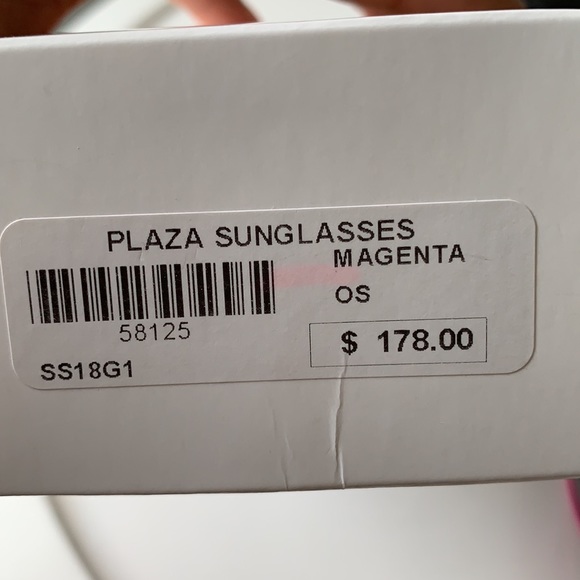 PLAZA SUNGLASSES
MAGENTA
OS
58125
$ 178.00
SS18G1